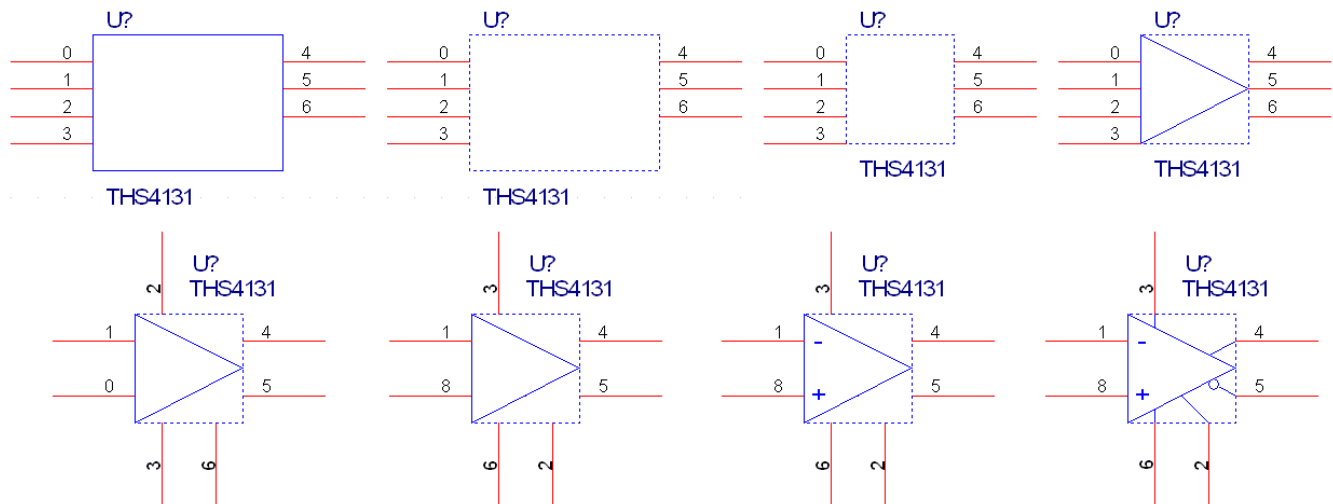 U? U? U? U?
0 4 0 4 0 4 0 4
1 5 1 5 1 5 1 5
2 6 2 6 2 6 2 6
3 3 3 3
THS4131 THS4131
THS4131 THS4131
U? U? U? U?
2 THS4131 3 THS4131 3 THS4131 3 THS4131
1 4 1 4 1 - 4 1 - 4
0 5 8 5 8 + 5 8 + 5
3 6 6 2 6 2 6 2